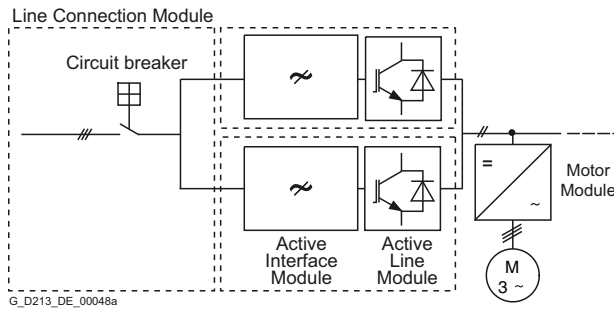 Line Connection Module
Circuit breaker
=
~
Motor
Module
Active
Interface
Module
Active
Line
Module
M
3 ~
G_D213_DE_00048a